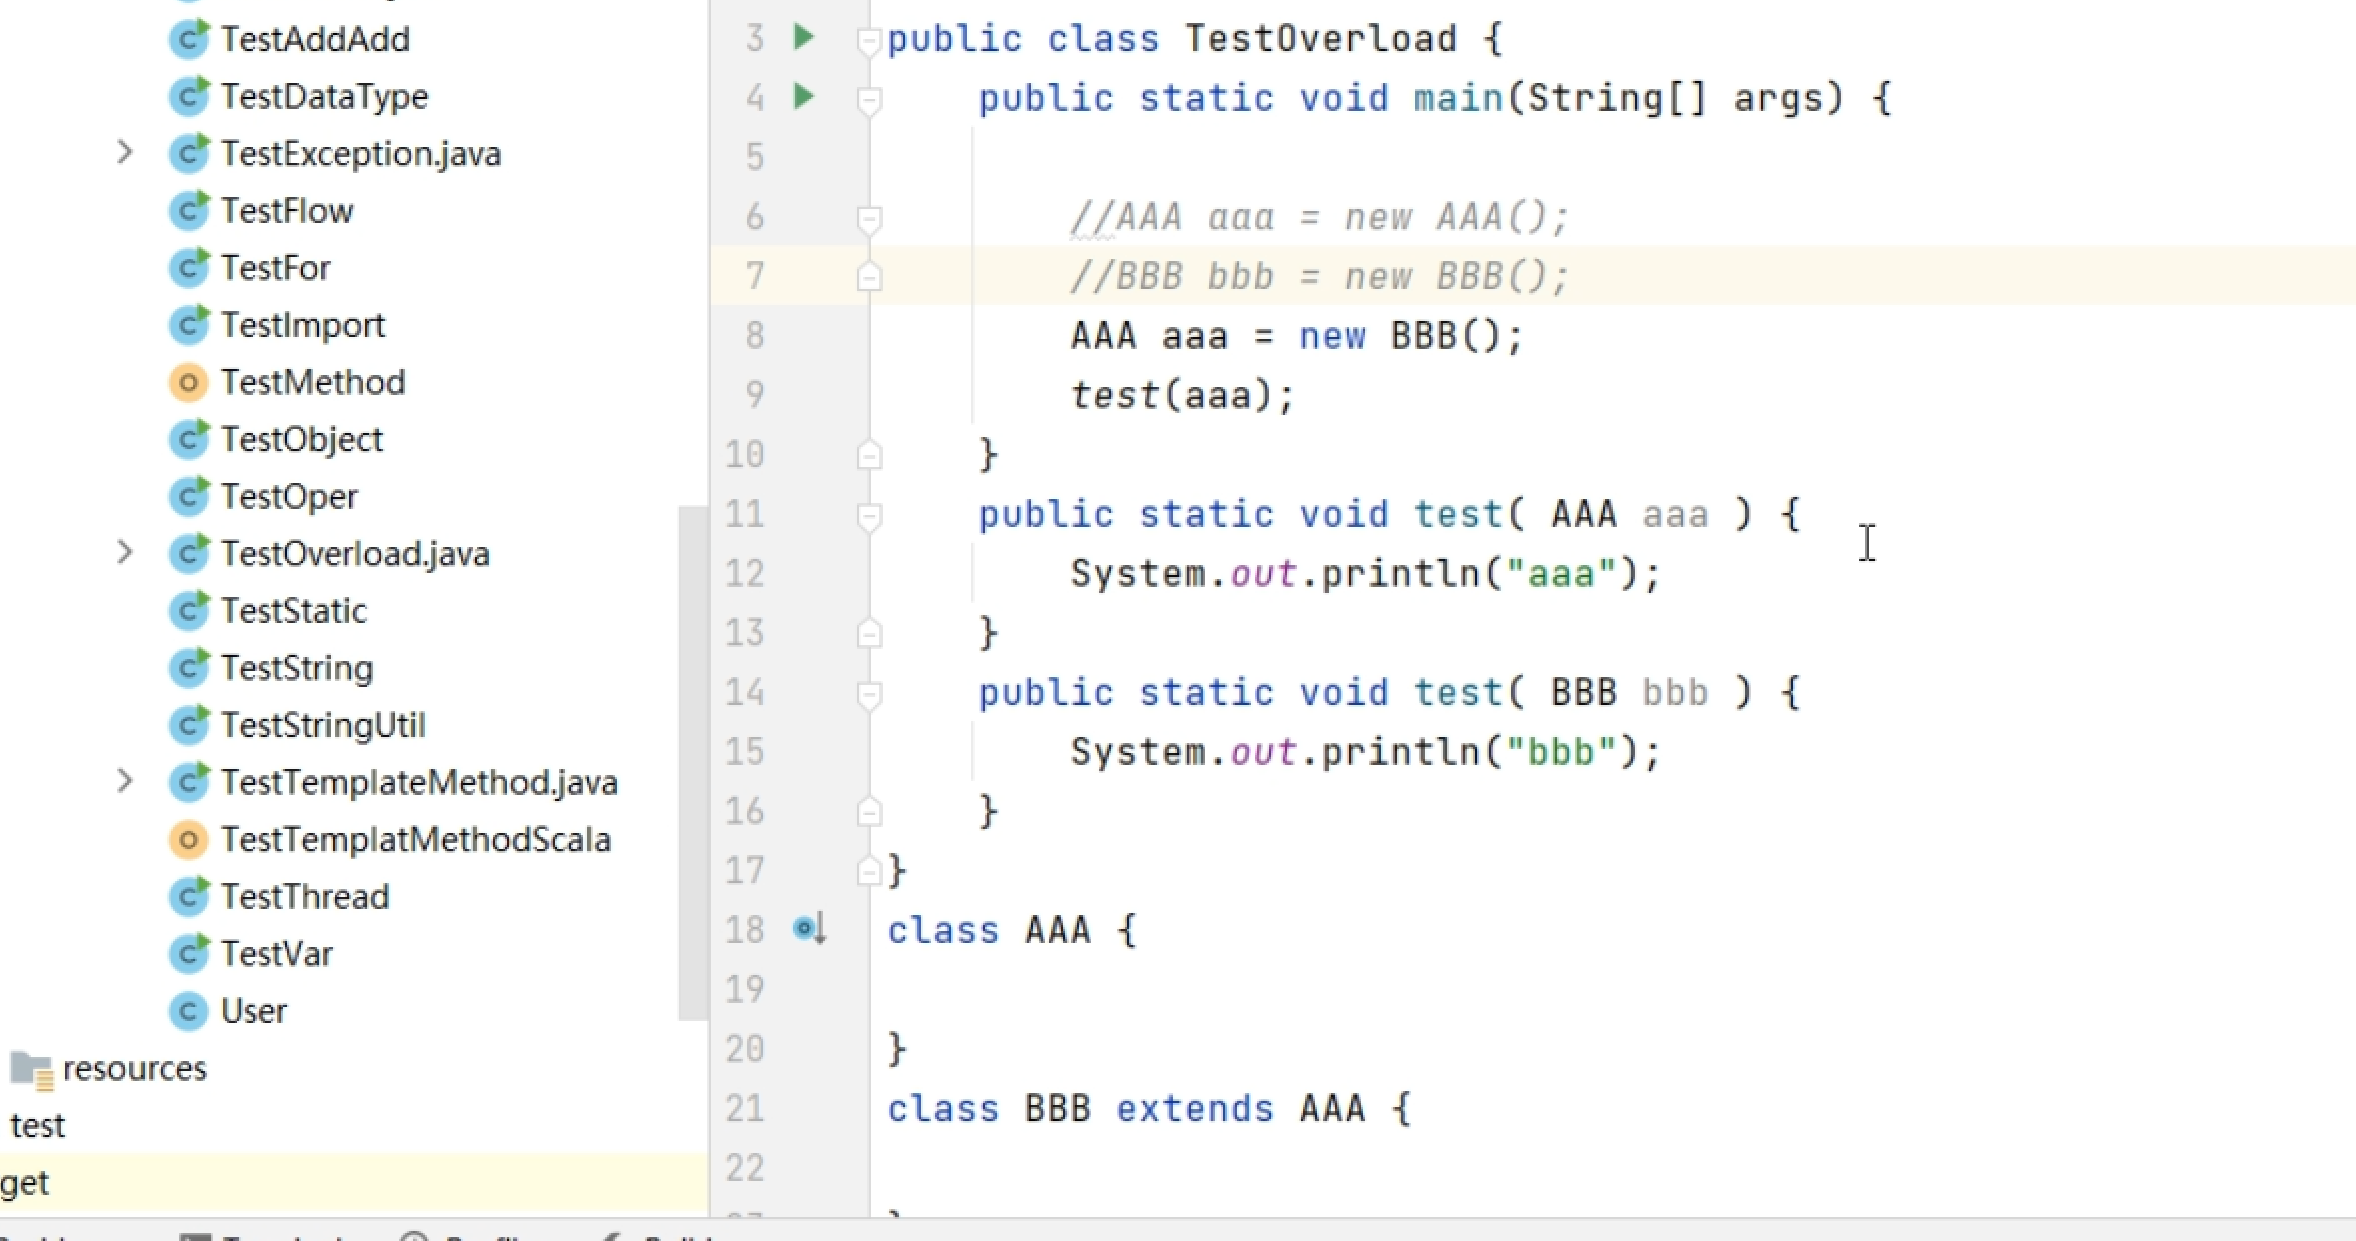 TestAddAdd
TestDataType
TestException.java
TestFlow
TestFor
TestImport
TestMethod
TestObject
TestOper
TestOverload.java
TestStatic
TestString
TestStringUtil
TestTemplateMethod.java
TestTemplatMethodScala
TestThread
TestVar
User
resources
test
get
3 public class TestOverload {
4 public static void main(String[] args) {
5
6 //AAA aaa = new AAA();
7 //BBB bbb = new BBB();
8 AAA aaa = new BBB();
9 test(aaa);
10 }
11 public static void test( AAA aaa ) {
12 System.out.println("aaa");
13 }
14 public static void test( BBB bbb ) {
15 System.out.println("bbb");
16 }
17 }
18 class AAA {
19
20 }
21 class BBB extends AAA {
22